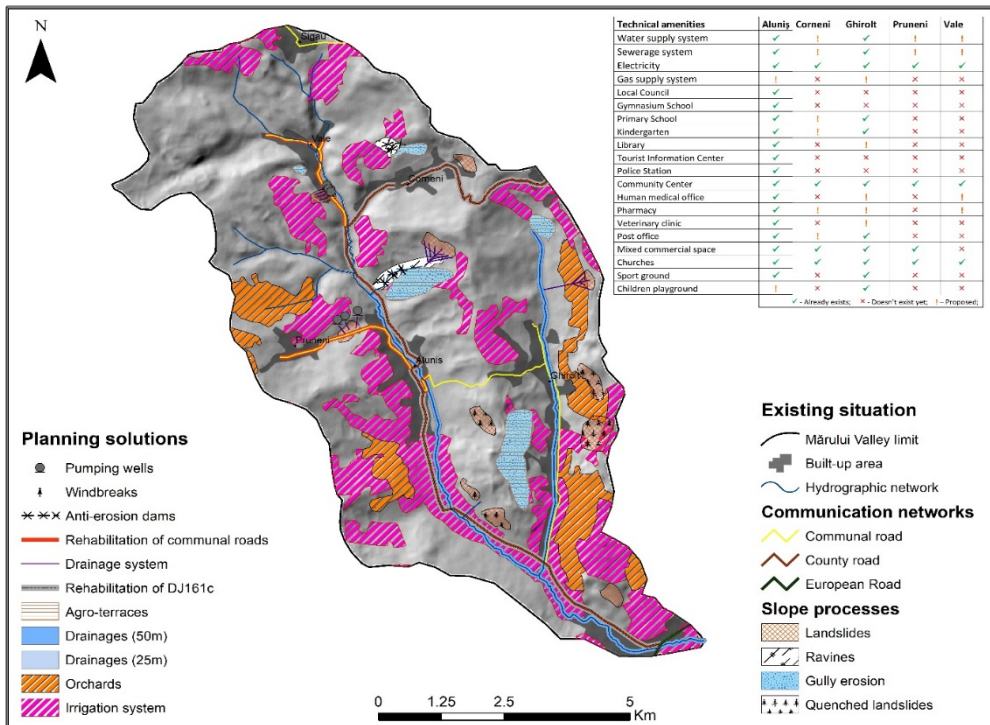 N
Technical amenities Aluniș Corneni Ghirolt Pruneni Vale
Water supply system ✓ ! ✓ ! !
Sewerage system ✓ ! ✓ ! !
Electricity ✓ ✓ ✓ ✓ ✓
Gas supply system ! × ! × ×
Local Council ✓ × × × ×
Gymnasium School ✓ × × × ×
Primary School ✓ ! ✓ × ×
Kindergarten ✓ ! ✓ × ×
Library ✓ × ! × ×
Tourist Information Center ✓ × × × ×
Police Station ✓ × × × ×
Community Center ✓ ✓ ✓ ✓ ✓
Human medical office ✓ × ! × !
Pharmacy ✓ ! ! × !
Veterinary clinic ✓ × ! × ×
Post office ✓ ! ✓ × ×
Mixed commercial space ✓ ✓ ✓ ✓ ×
Churches ✓ ✓ ✓ ✓ ✓
Sport ground ✓ × ✓ × ×
Children playground ! × ✓ × ×
✓ - Already exists; × - Doesn't exist yet; ! – Proposed;
Sigau
Vale
Corneni
Pruneni
Alunis
Ghirolt
Planning solutions
Pumping wells
Windbreaks
Anti-erosion dams
Rehabilitation of communal roads
Drainage system
Rehabilitation of DJ161c
Agro-terraces
Drainages (50m)
Drainages (25m)
Orchards
Irrigation system
0 1.25 2.5 5
Km
Existing situation
Mărului Valley limit
Built-up area
Hydrographic network
Communication networks
Communal road
County road
European Road
Slope processes
Landslides
Ravines
Gully erosion
Quenched landslides